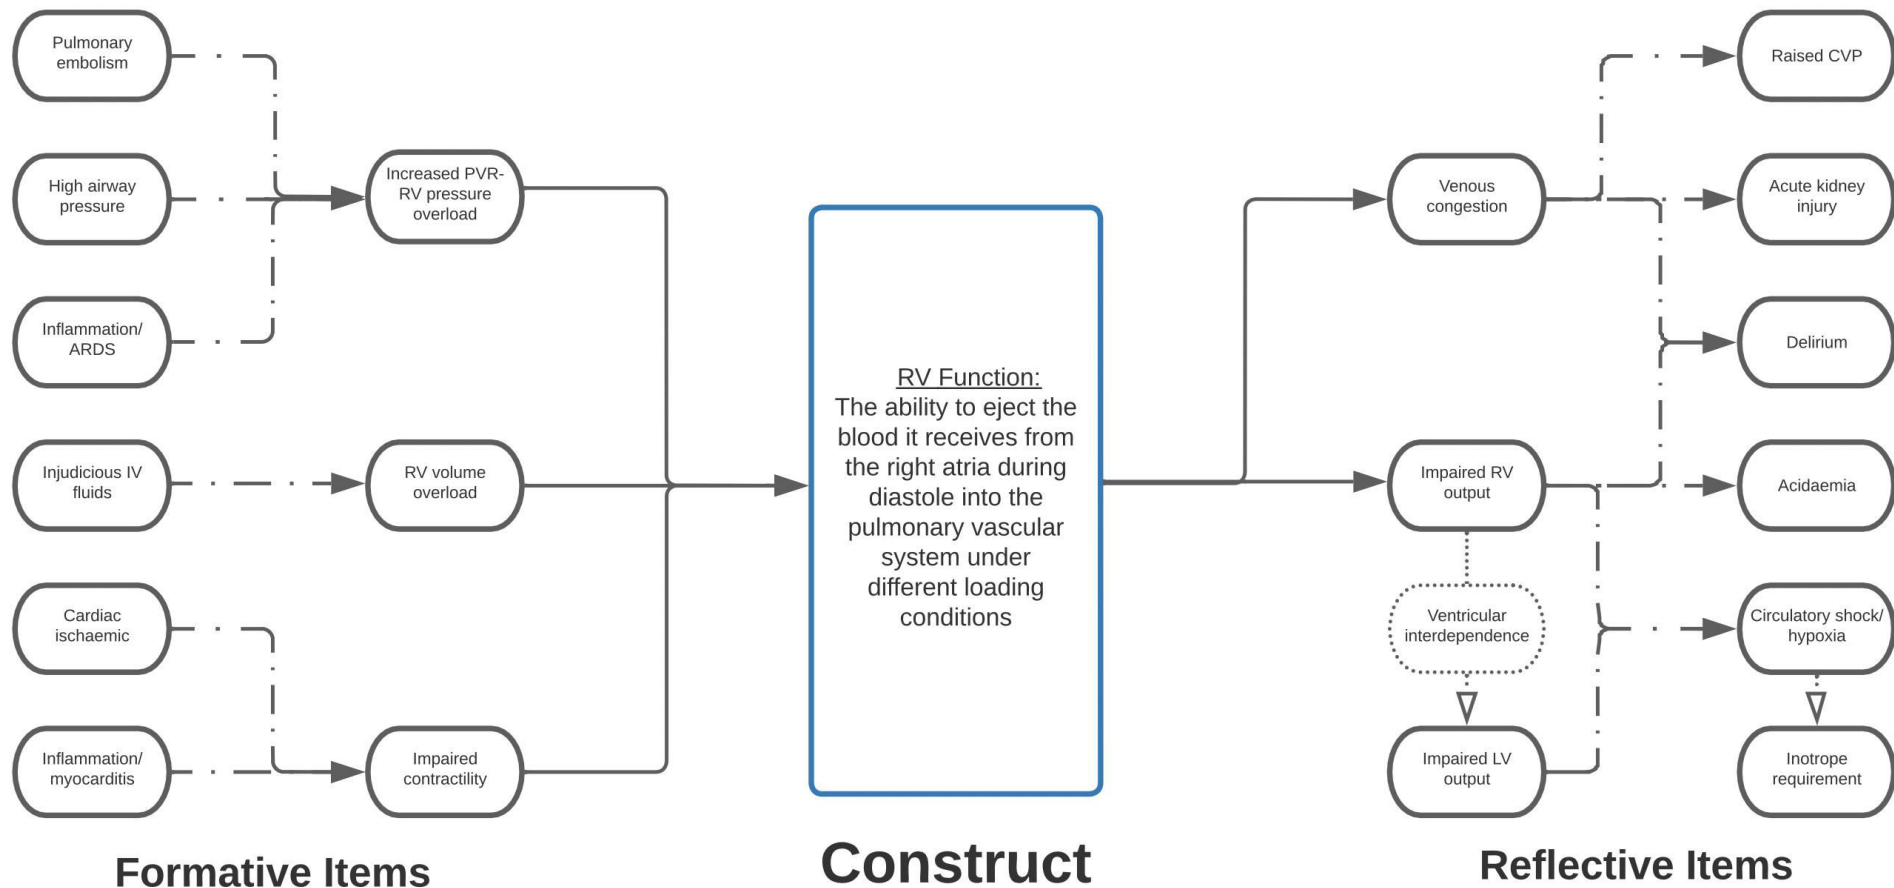 Pulmonary
embolism
High airway
pressure
Inflammation/
ARDS
Injudicious IV
fluids
Cardiac
ischaemic
Inflammation/
myocarditis
Increased PVR-
RV pressure
overload
RV volume
overload
Impaired
contractility
Formative Items
RV Function:
The ability to eject the
blood it receives from
the right atria during
diastole into the
pulmonary vascular
system under
different loading
conditions
Construct
Venous
congestion
Impaired RV
output
Ventricular
interdependence
Impaired LV
output
Raised CVP
Acute kidney
injury
Delirium
Acidaemia
Circulatory shock/
hypoxia
Inotrope
requirement
Reflective Items